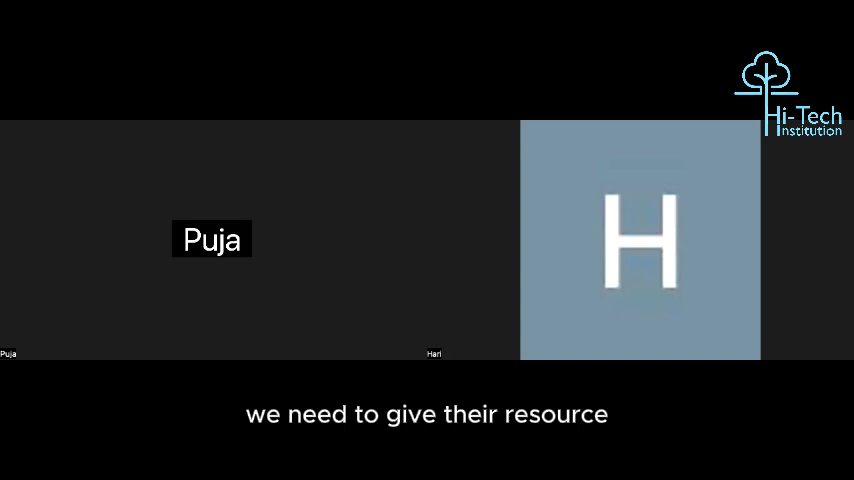 Hi-Tech
Institution
Puja
H
Puja
Hari
we need to give their resource